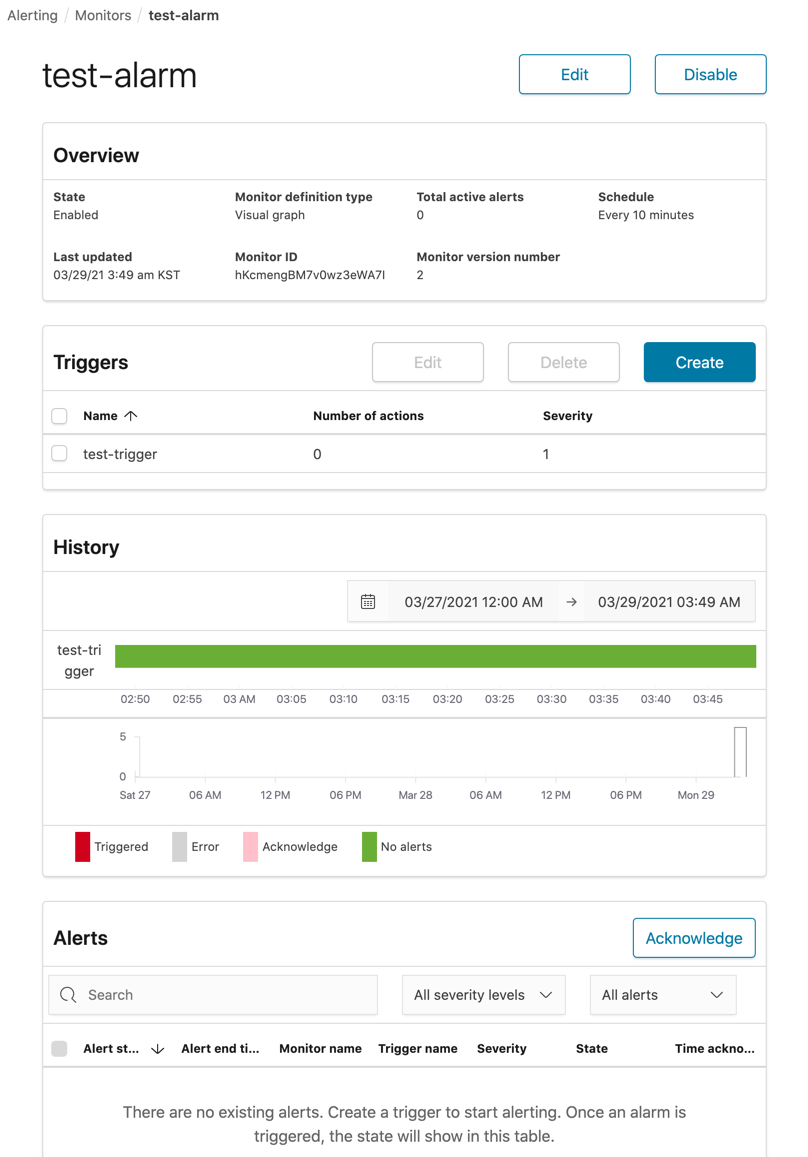 Alerting / Monitors / test-alarm
test-alarm
Edit
Disable
Overview
State
Monitor definition type
Total active alerts
Schedule
Enabled
Visual graph
0
Every 10 minutes
Last updated
Monitor ID
Monitor version number
03/29/21 3:49 am KST
hKcmengBM7v0wz3eWA7I
2
Triggers
Edit
Delete
Create
Name
Number of actions
Severity
test-trigger
0
1
History
03/27/2021 12:00 AM → 03/29/2021 03:49 AM
test-tri
gger
02:50 02:55 03 AM 03:05 03:10 03:15 03:20 03:25 03:30 03:35 03:40 03:45
5
0
Sat 27 06 AM 12 PM 06 PM Mar 28 06 AM 12 PM 06 PM Mon 29
Triggered Error Acknowledge No alerts
Alerts
Acknowledge
Search
All severity levels
All alerts
Alert st... Alert end ti... Monitor name Trigger name Severity State Time ackno...
There are no existing alerts. Create a trigger to start alerting. Once an alarm is
triggered, the state will show in this table.